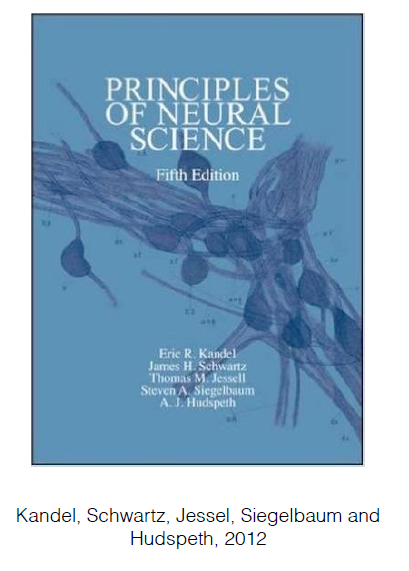 PRINCIPLES
OF NEURAL
SCIENCE
Fifth Edition
Eric R. Kandel
James H. Schwartz
Thomas M. Jessell
Steven A. Siegelbaum
A. J. Hudspeth
Kandel, Schwartz, Jessel, Siegelbaum and
Hudspeth, 2012